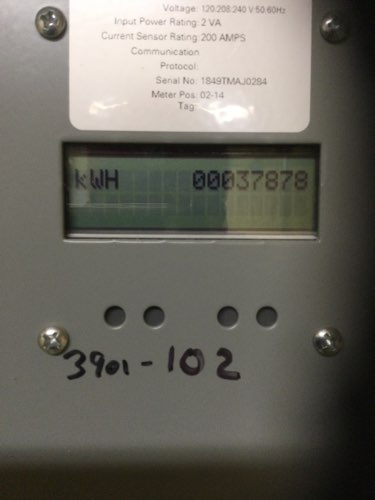 Voltage: 120:208:240 V:50:60Hz
Input Power Rating: 2 VA
Current Sensor Rating: 200 AMPS
Communication
Protocol:
Serial No: 1849TMAJ0284
Meter Pos: 02-14
Tag:
kWH 00037878
3901-102